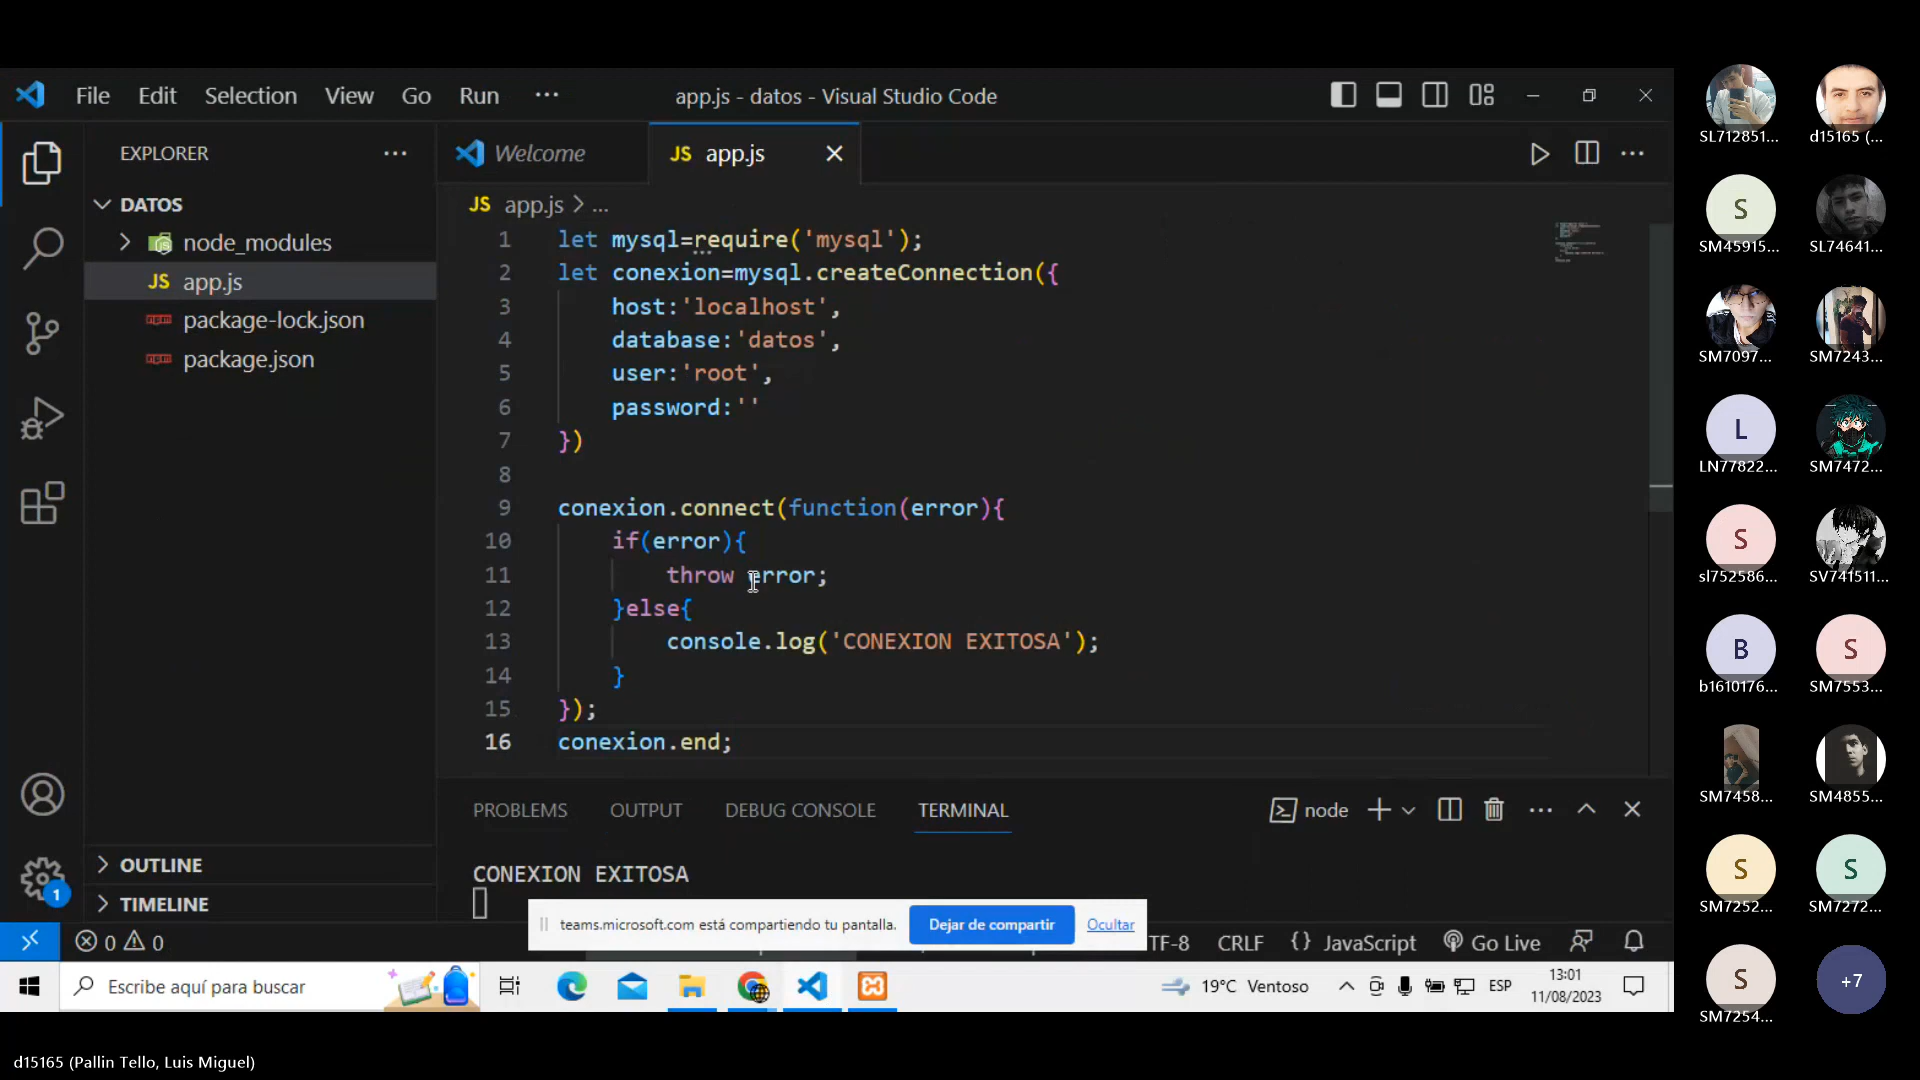 File Edit Selection View Go Run ··· app.js - datos - Visual Studio Code
EXPLORER ···
DATOS
node_modules
JS app.js
package-lock.json
package.json
OUTLINE
TIMELINE
Welcome JS app.js
JS app.js > ...
1 let mysql=require('mysql');
2 let conexion=mysql.createConnection({
3 host:'localhost',
4 database:'datos',
5 user:'root',
6 password:''
7 })
8
9 conexion.connect(function(error){
10 if(error){
11 throw error;
12 }else{
13 console.log('CONEXION EXITOSA');
14 }
15 });
16 conexion.end;
PROBLEMS OUTPUT DEBUG CONSOLE TERMINAL node
CONEXION EXITOSA
teams.microsoft.com está compartiendo tu pantalla. Dejar de compartir Ocultar
1
0 0 TF-8 CRLF {} JavaScript Go Live
Escribe aquí para buscar 19°C Ventoso ESP 13:01
11/08/2023
SL712851... d15165 (...
S
SM45915... SL74641...
SM7097... SM7243...
L
LN77822... SM7472...
S
sl752586... SV741511...
B S
b1610176... SM7553...
SM7458... SM4855...
S S
SM7252... SM7272...
S +7
SM7254...
d15165 (Pallin Tello, Luis Miguel)